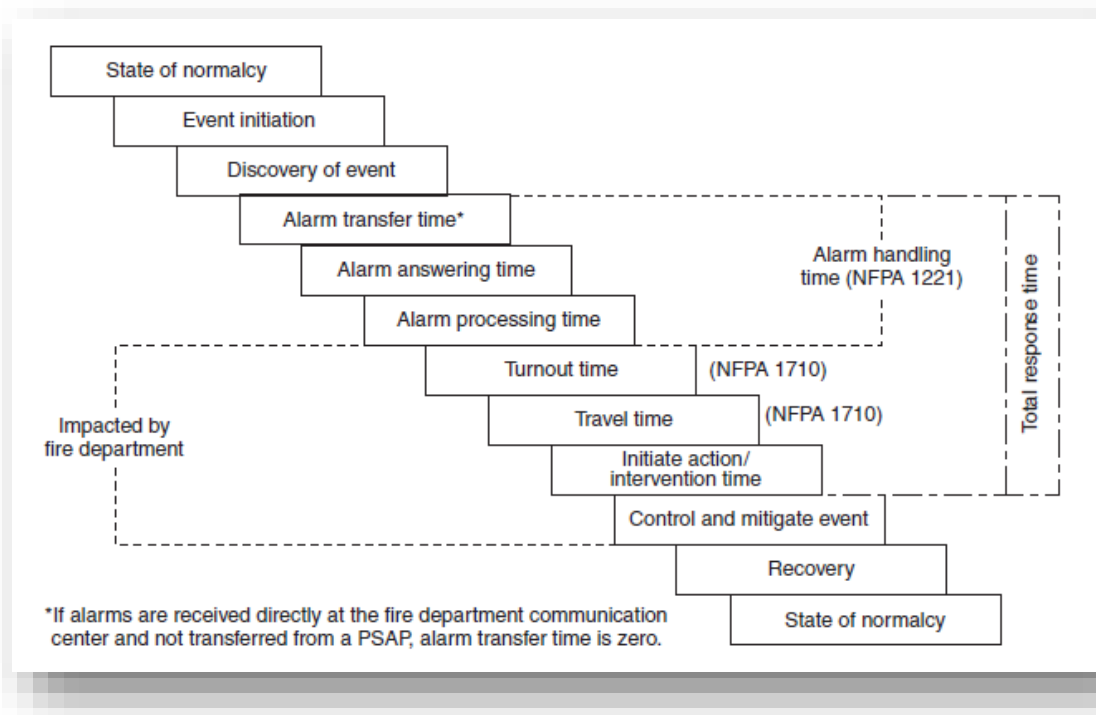 State of normalcy
Event initiation
Discovery of event
Alarm transfer time*
Alarm handling
time (NFPA 1221)
Alarm answering time
Alarm processing time
Total response time
Turnout time
(NFPA 1710)
Travel time
(NFPA 1710)
Impacted by
fire department
Initiate action/
intervention time
Control and mitigate event
Recovery
State of normalcy
*If alarms are received directly at the fire department communication
center and not transferred from a PSAP, alarm transfer time is zero.